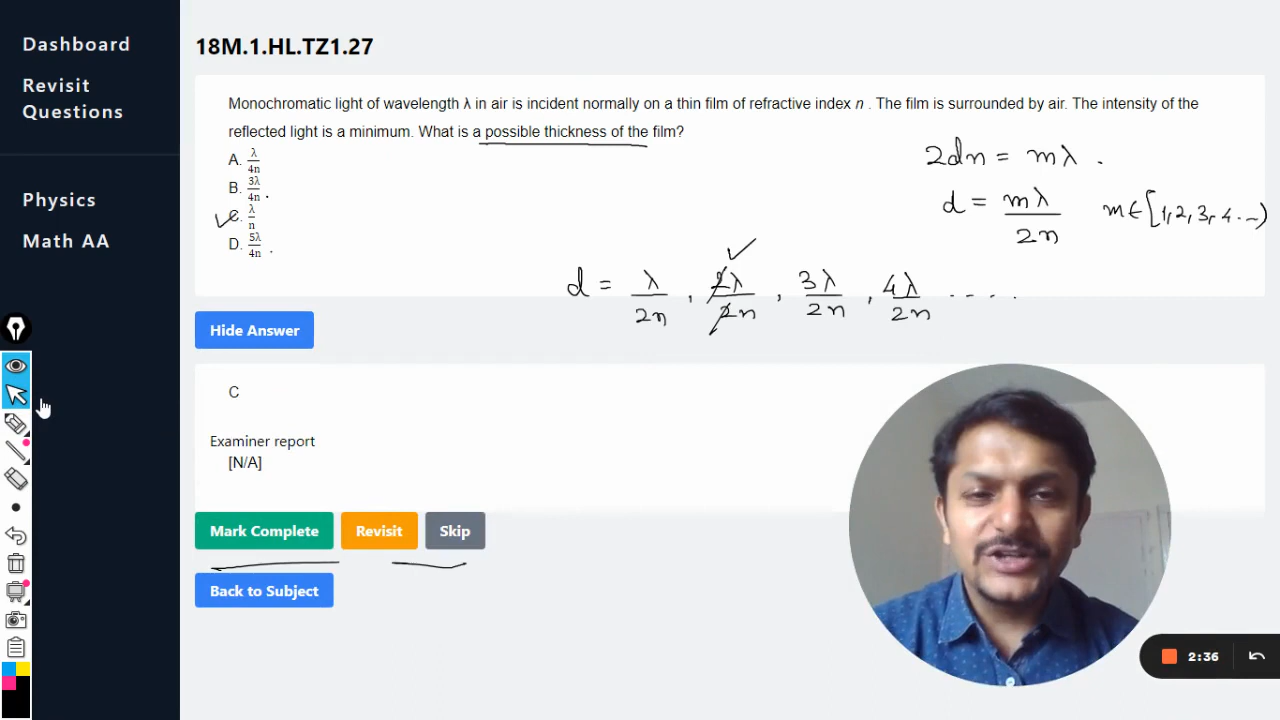 Dashboard
Revisit
Questions
Physics
Math AA
18M.1.HL.TZ1.27
Monochromatic light of wavelength λ in air is incident normally on a thin film of refractive index n . The film is surrounded by air. The intensity of the
reflected light is a minimum. What is a possible thickness of the film?
A. λ/4n
B. 3λ/4n
C. λ/n
D. 5λ/4n
2dn = mλ .
d = mλ/2n m ∈ [1, 2, 3, 4 ...)
d = λ/2n , 2λ/2n , 3λ/2n , 4λ/2n ....
Hide Answer
C
Examiner report
[N/A]
Mark Complete Revisit Skip
Back to Subject
2:36